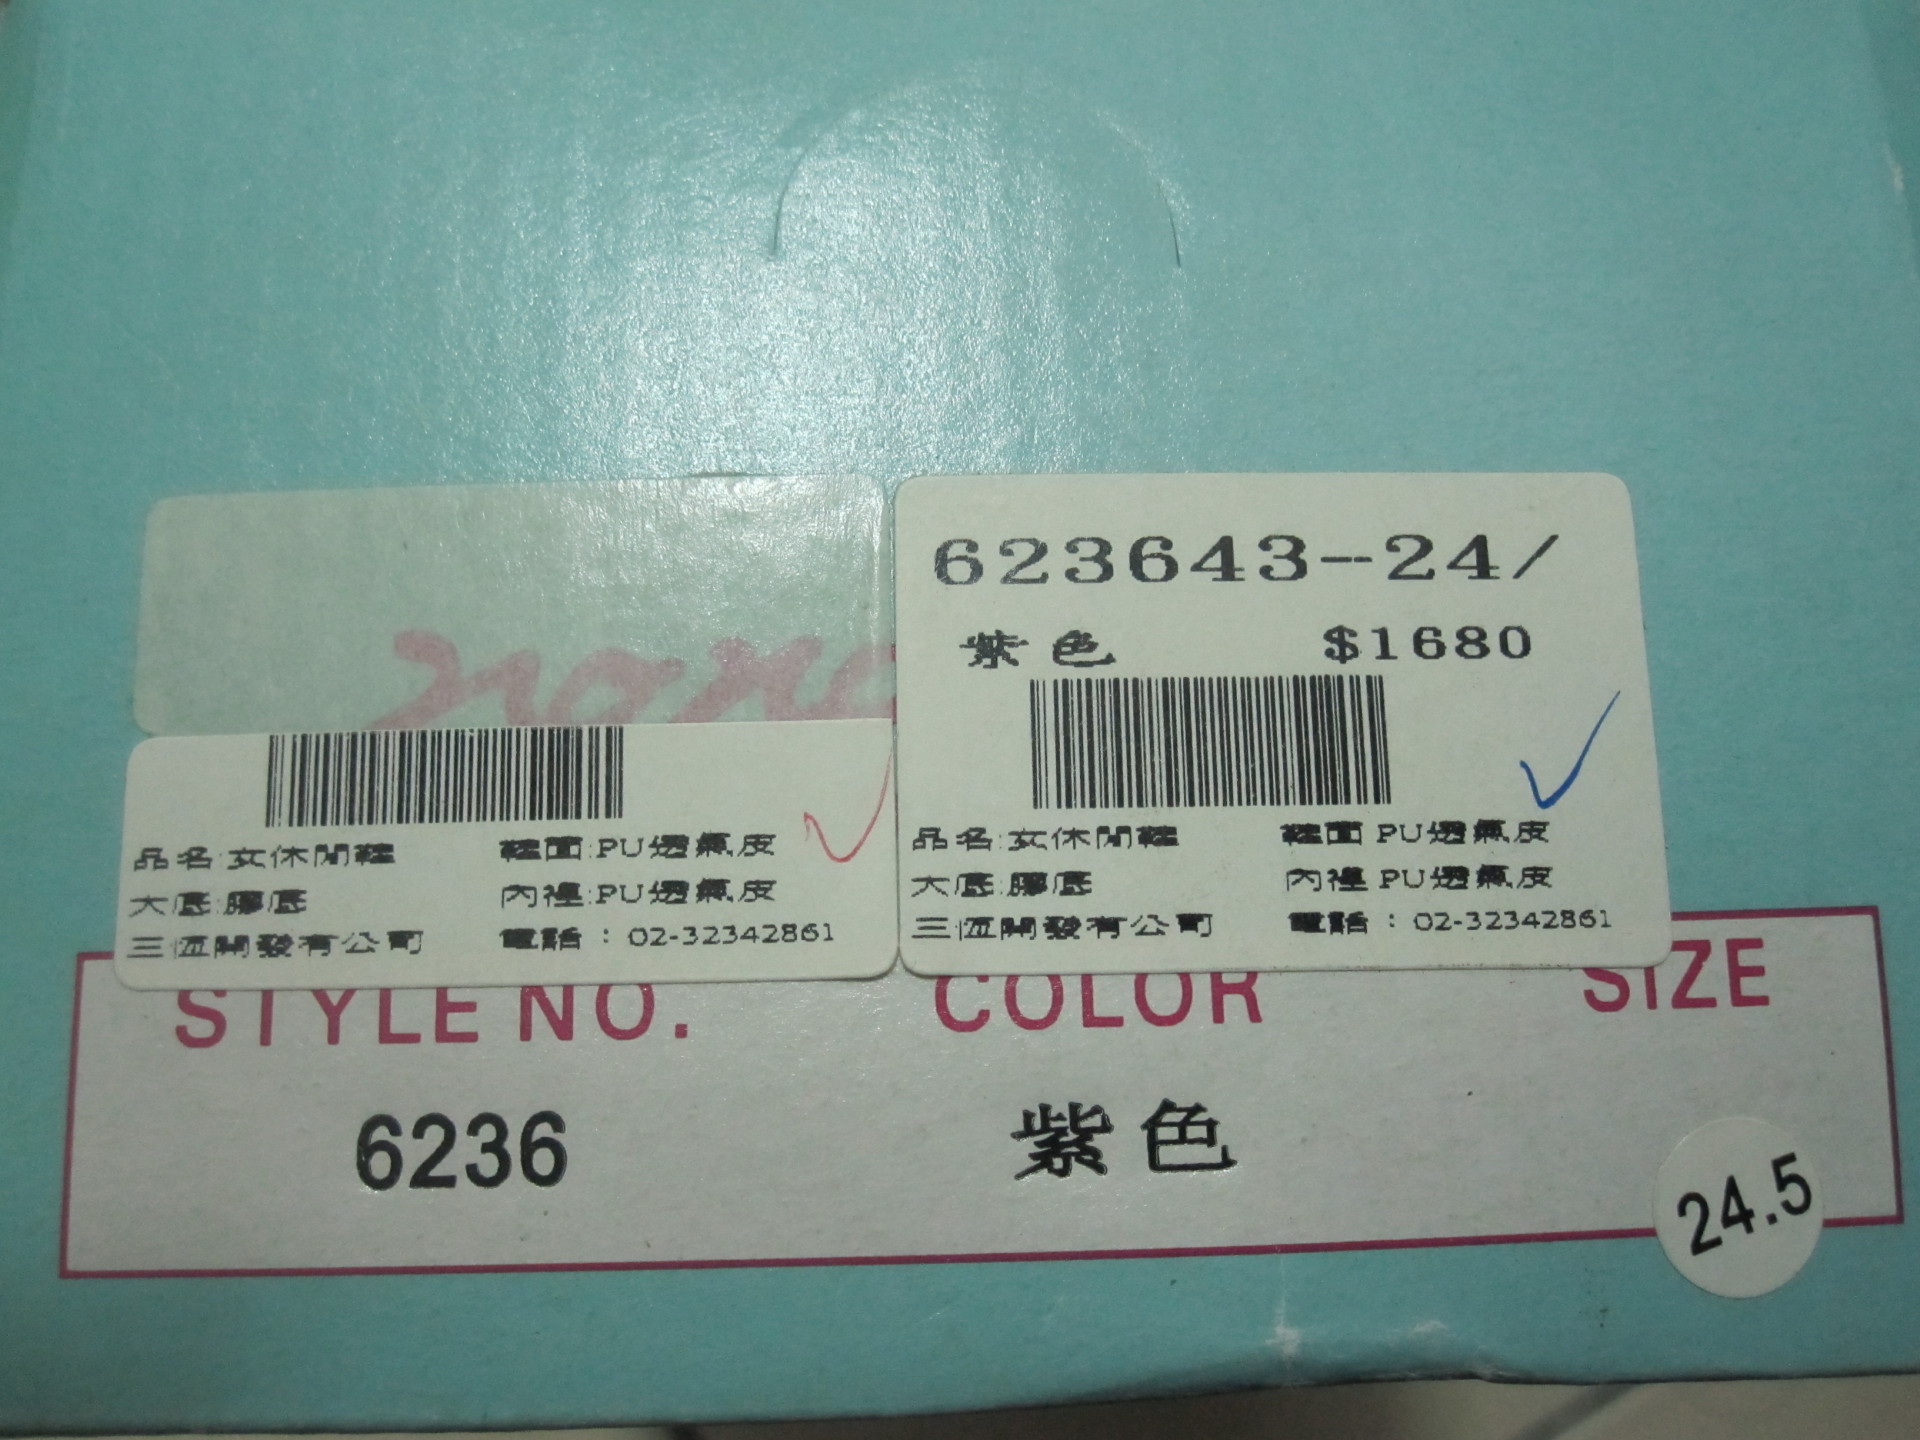 623643-24/
紫色 $1680
品名:女休閒鞋 鞋面:PU透氣皮
大底:膠底 內裡:PU透氣皮
三恆開發有公司 電話：02-32342861
品名:女休閒鞋 鞋面 PU透氣皮
大底:膠底 內裡 PU透氣皮
三恆開發有公司 電話：02-32342861
STYLE NO. COLOR SIZE
6236 紫色 24.5